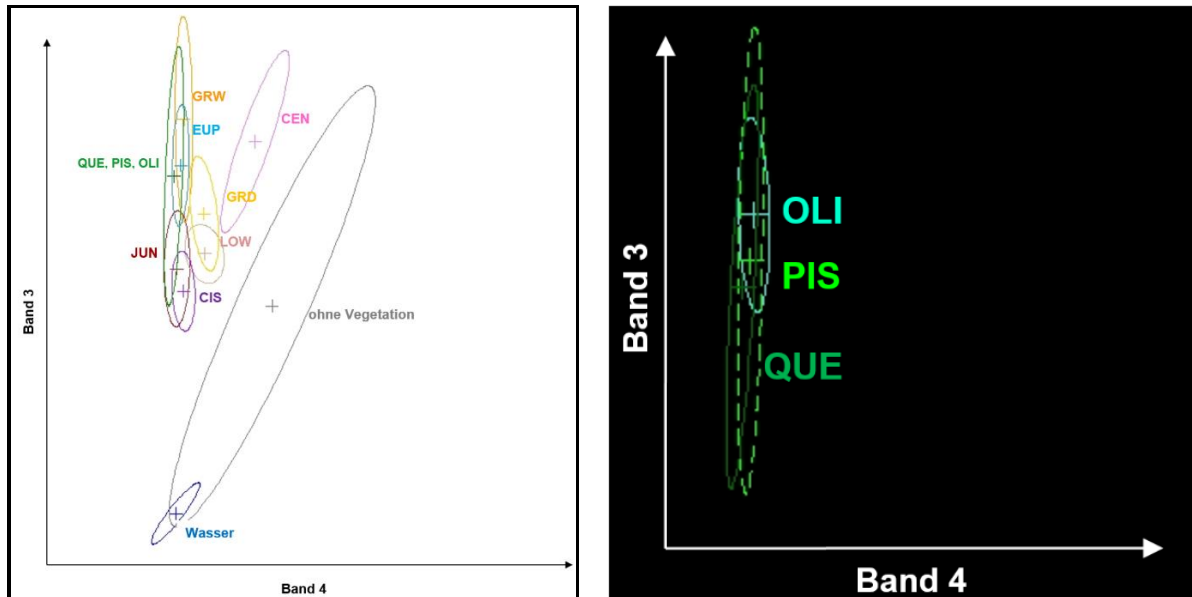 GRW
CEN
EUP
QUE, PIS, OLI
GRD
LOW
JUN
CIS
ohne Vegetation
Wasser
Band 3
Band 4
OLI
PIS
QUE
Band 3
Band 4